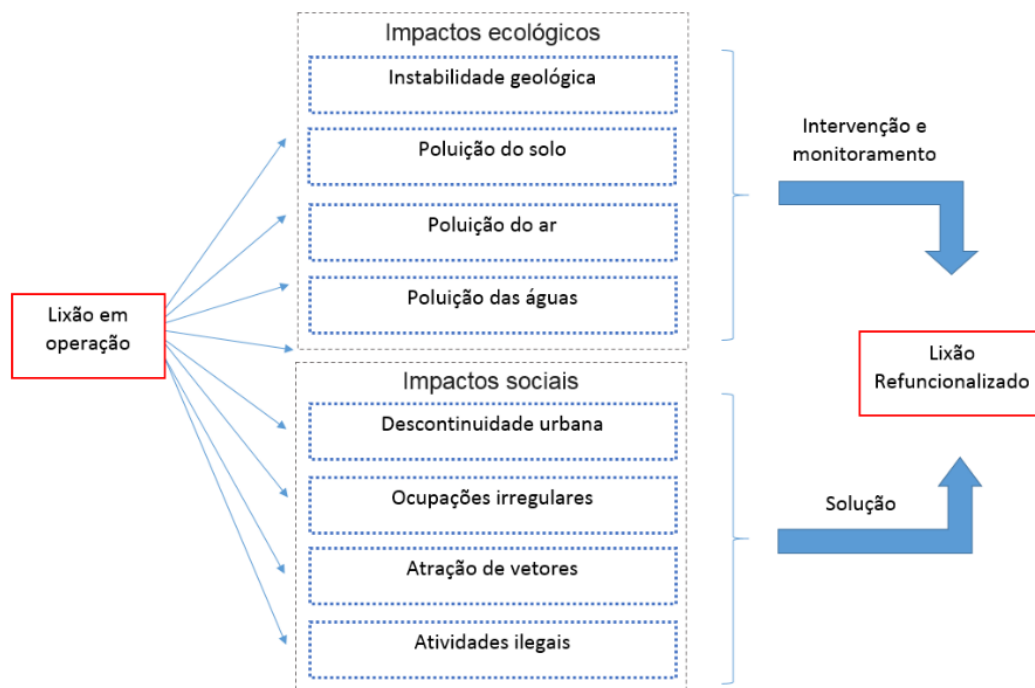 Lixão em
operação
Impactos ecológicos
Instabilidade geológica
Poluição do solo
Poluição do ar
Poluição das águas
Impactos sociais
Descontinuidade urbana
Ocupações irregulares
Atração de vetores
Atividades ilegais
Intervenção e
monitoramento
Lixão
Refuncionalizado
Solução